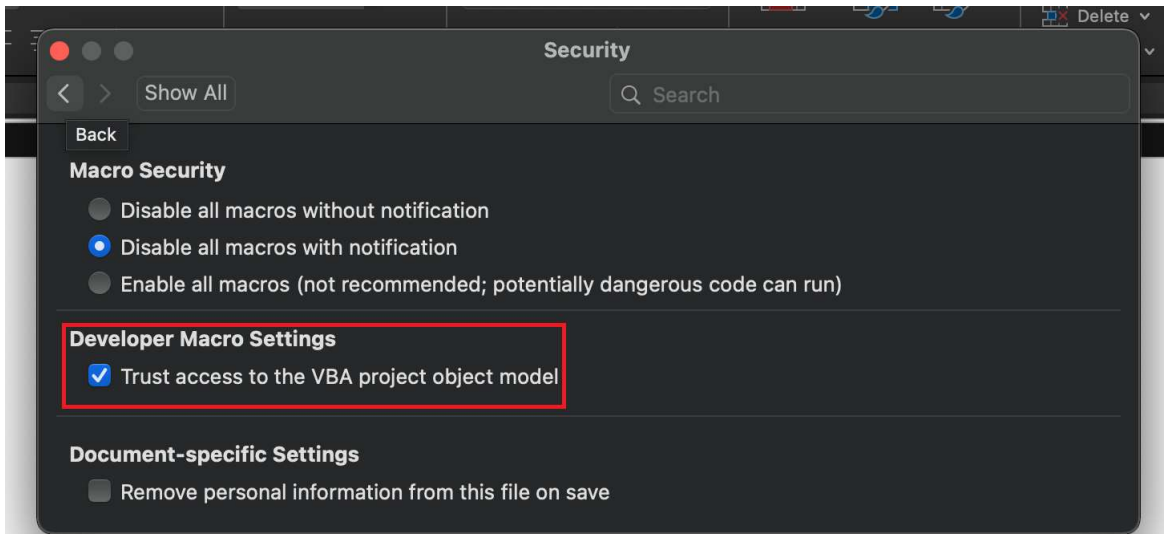 Delete
Security
Show All
Search
Back
Macro Security
Disable all macros without notification
Disable all macros with notification
Enable all macros (not recommended; potentially dangerous code can run)
Developer Macro Settings
Trust access to the VBA project object model
Document-specific Settings
Remove personal information from this file on save